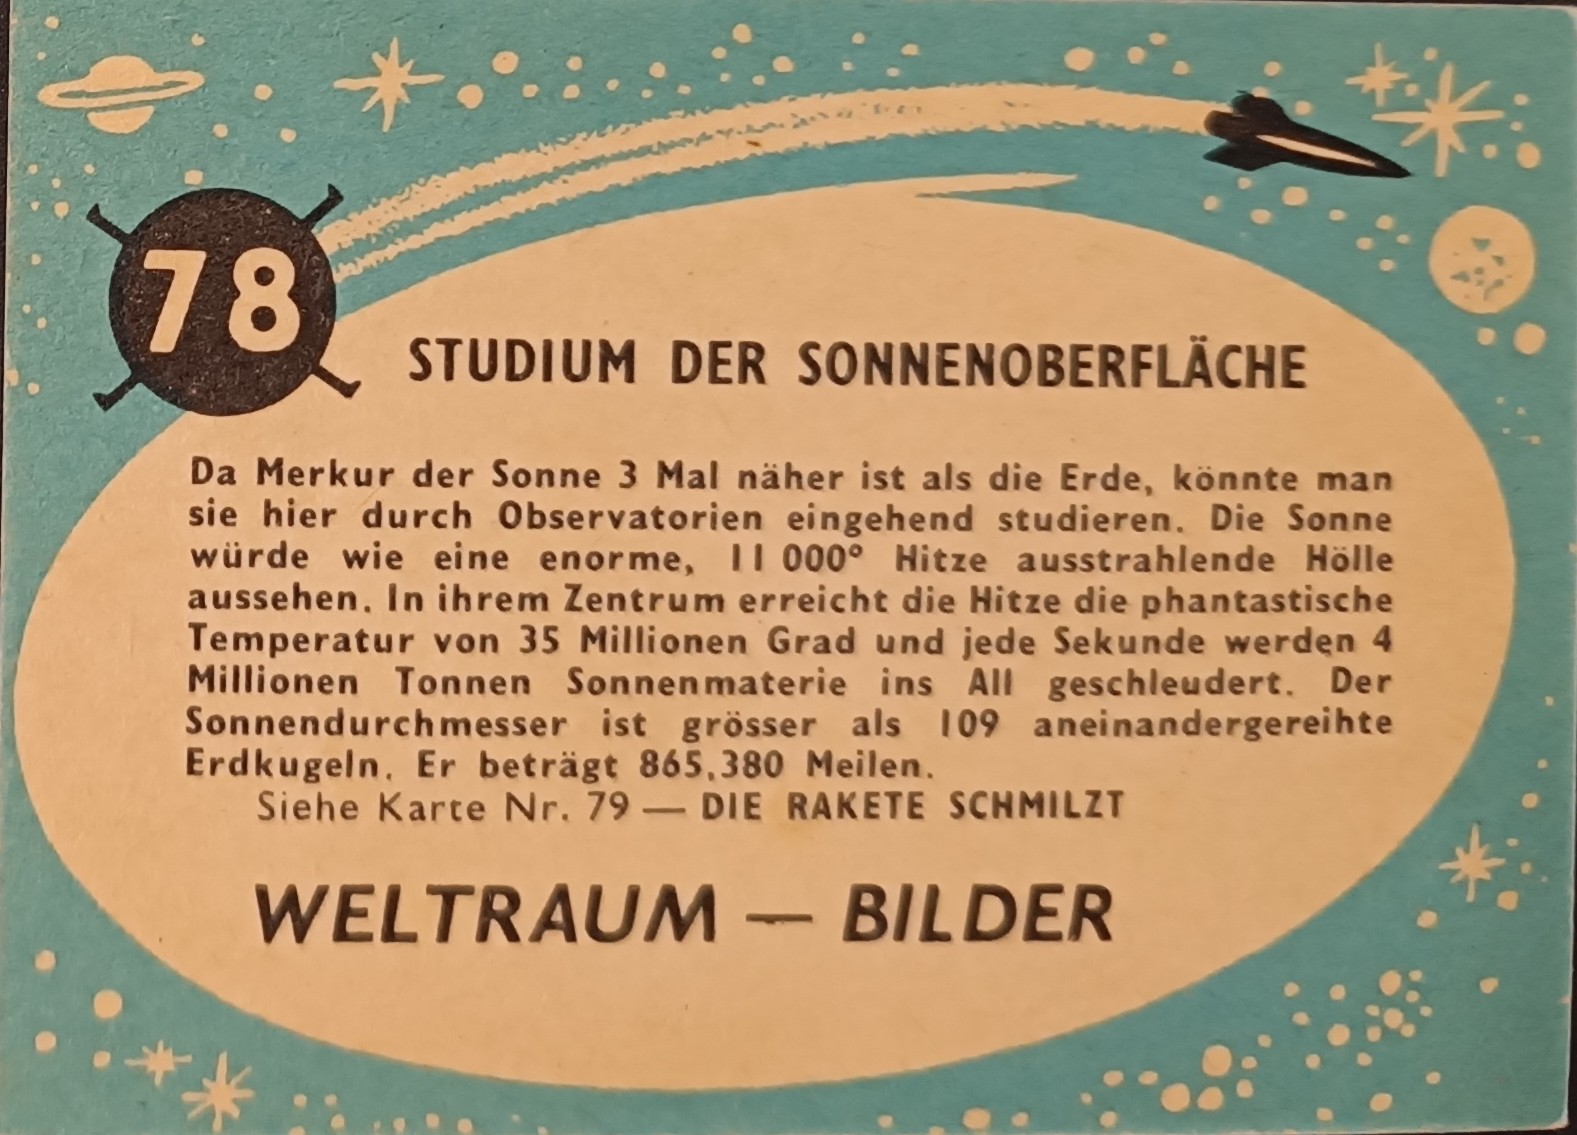 78
STUDIUM DER SONNENOBERFLÄCHE
Da Merkur der Sonne 3 Mal näher ist als die Erde, könnte man
sie hier durch Observatorien eingehend studieren. Die Sonne
würde wie eine enorme, 11 000° Hitze ausstrahlende Hölle
aussehen. In ihrem Zentrum erreicht die Hitze die phantastische
Temperatur von 35 Millionen Grad und jede Sekunde werden 4
Millionen Tonnen Sonnenmaterie ins All geschleudert. Der
Sonnendurchmesser ist grösser als 109 aneinandergereihte
Erdkugeln. Er beträgt 865.380 Meilen.
Siehe Karte Nr. 79 — DIE RAKETE SCHMILZT
WELTRAUM — BILDER